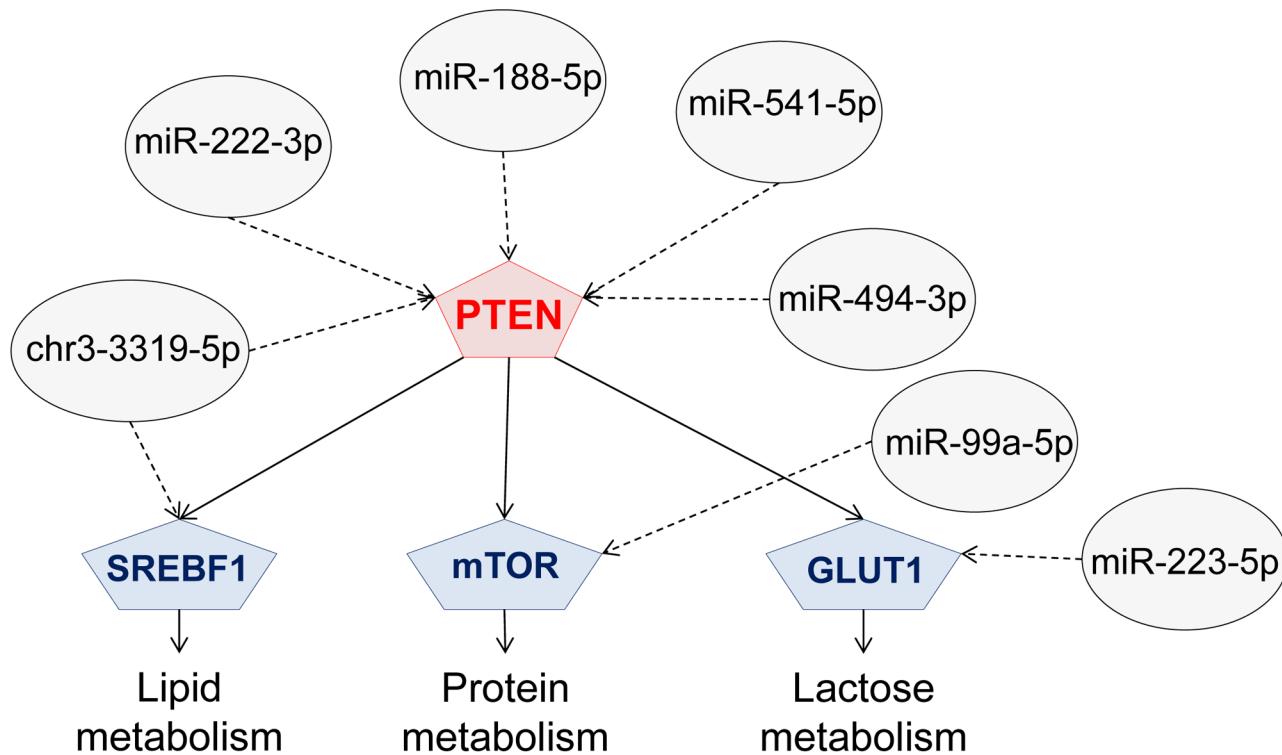 miR-188-5p
miR-541-5p
miR-222-3p
miR-494-3p
PTEN
chr3-3319-5p
miR-99a-5p
miR-223-5p
SREBF1
mTOR
GLUT1
Lipid
metabolism
Protein
metabolism
Lactose
metabolism